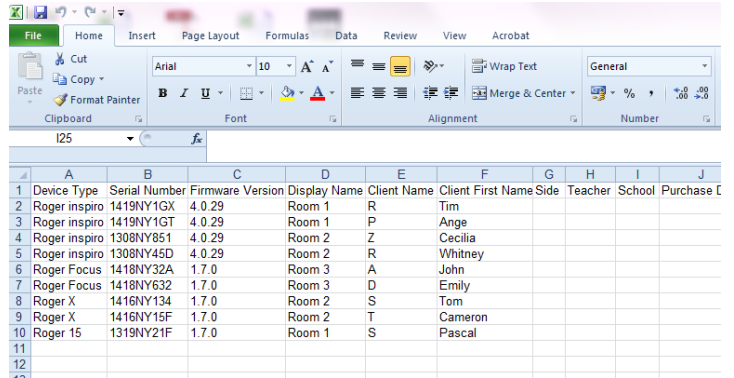 File Home Insert Page Layout Formulas Data Review View Acrobat
Cut
Copy
Format Painter
Paste
Clipboard
Arial 10 A A
B I U A
Font
Wrap Text
Merge & Center
Alignment
General
% , .00 .00
Number
I25 fx
A B C D E F G H I J
1 Device Type Serial Number Firmware Version Display Name Client Name Client First Name Side Teacher School Purchase D
2 Roger inspiro 1419NY1GX 4.0.29 Room 1 R Tim
3 Roger inspiro 1419NY1GT 4.0.29 Room 1 P Ange
4 Roger inspiro 1308NY851 4.0.29 Room 2 Z Cecilia
5 Roger inspiro 1308NY45D 4.0.29 Room 2 R Whitney
6 Roger Focus 1418NY32A 1.7.0 Room 3 A John
7 Roger Focus 1418NY632 1.7.0 Room 3 D Emily
8 Roger X 1416NY134 1.7.0 Room 2 S Tom
9 Roger X 1416NY15F 1.7.0 Room 2 T Cameron
10 Roger 15 1319NY21F 1.7.0 Room 1 S Pascal
11
12